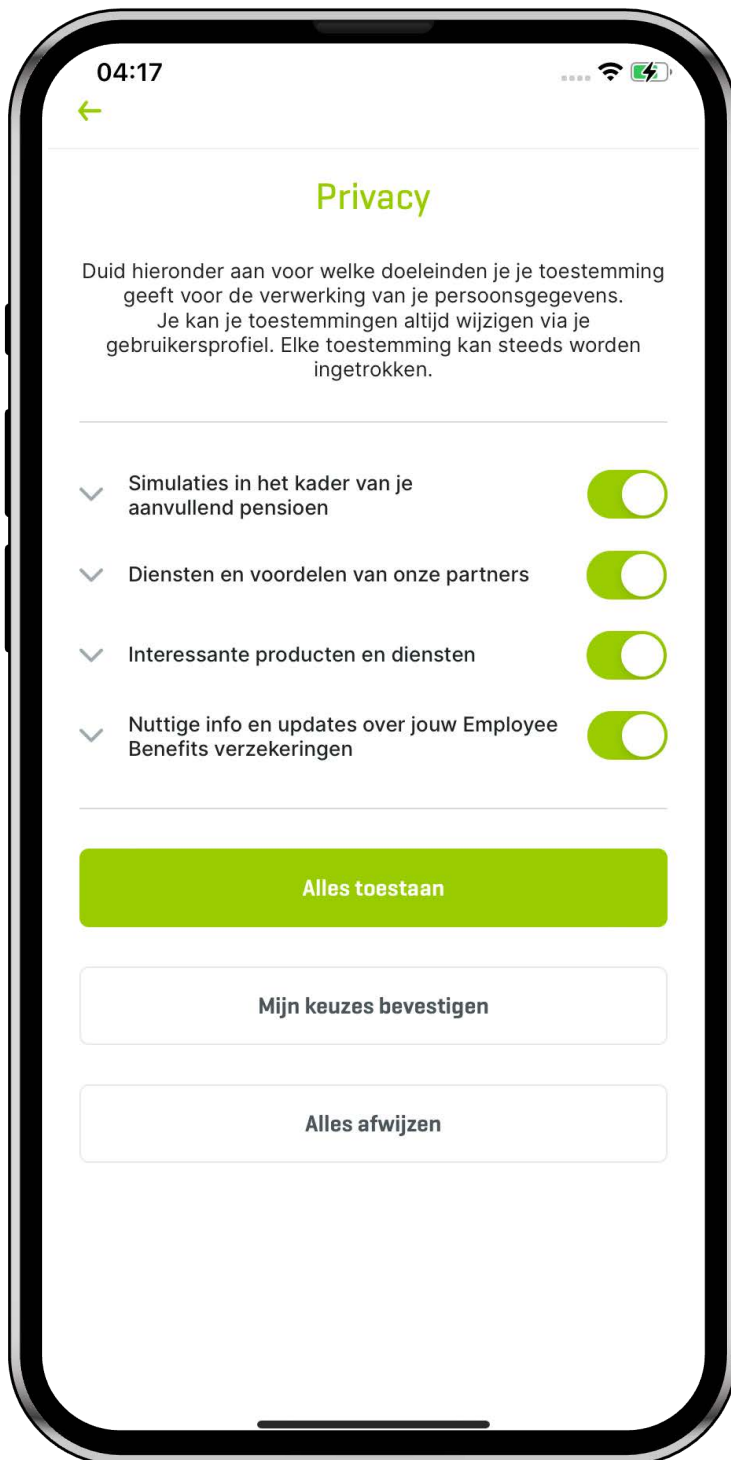 04:17
Privacy
Duid hieronder aan voor welke doeleinden je je toestemming
geeft voor de verwerking van je persoonsgegevens.
Je kan je toestemmingen altijd wijzigen via je
gebruikersprofiel. Elke toestemming kan steeds worden
ingetrokken.
Simulaties in het kader van je
aanvullend pensioen
Diensten en voordelen van onze partners
Interessante producten en diensten
Nuttige info en updates over jouw Employee
Benefits verzekeringen
Alles toestaan
Mijn keuzes bevestigen
Alles afwijzen